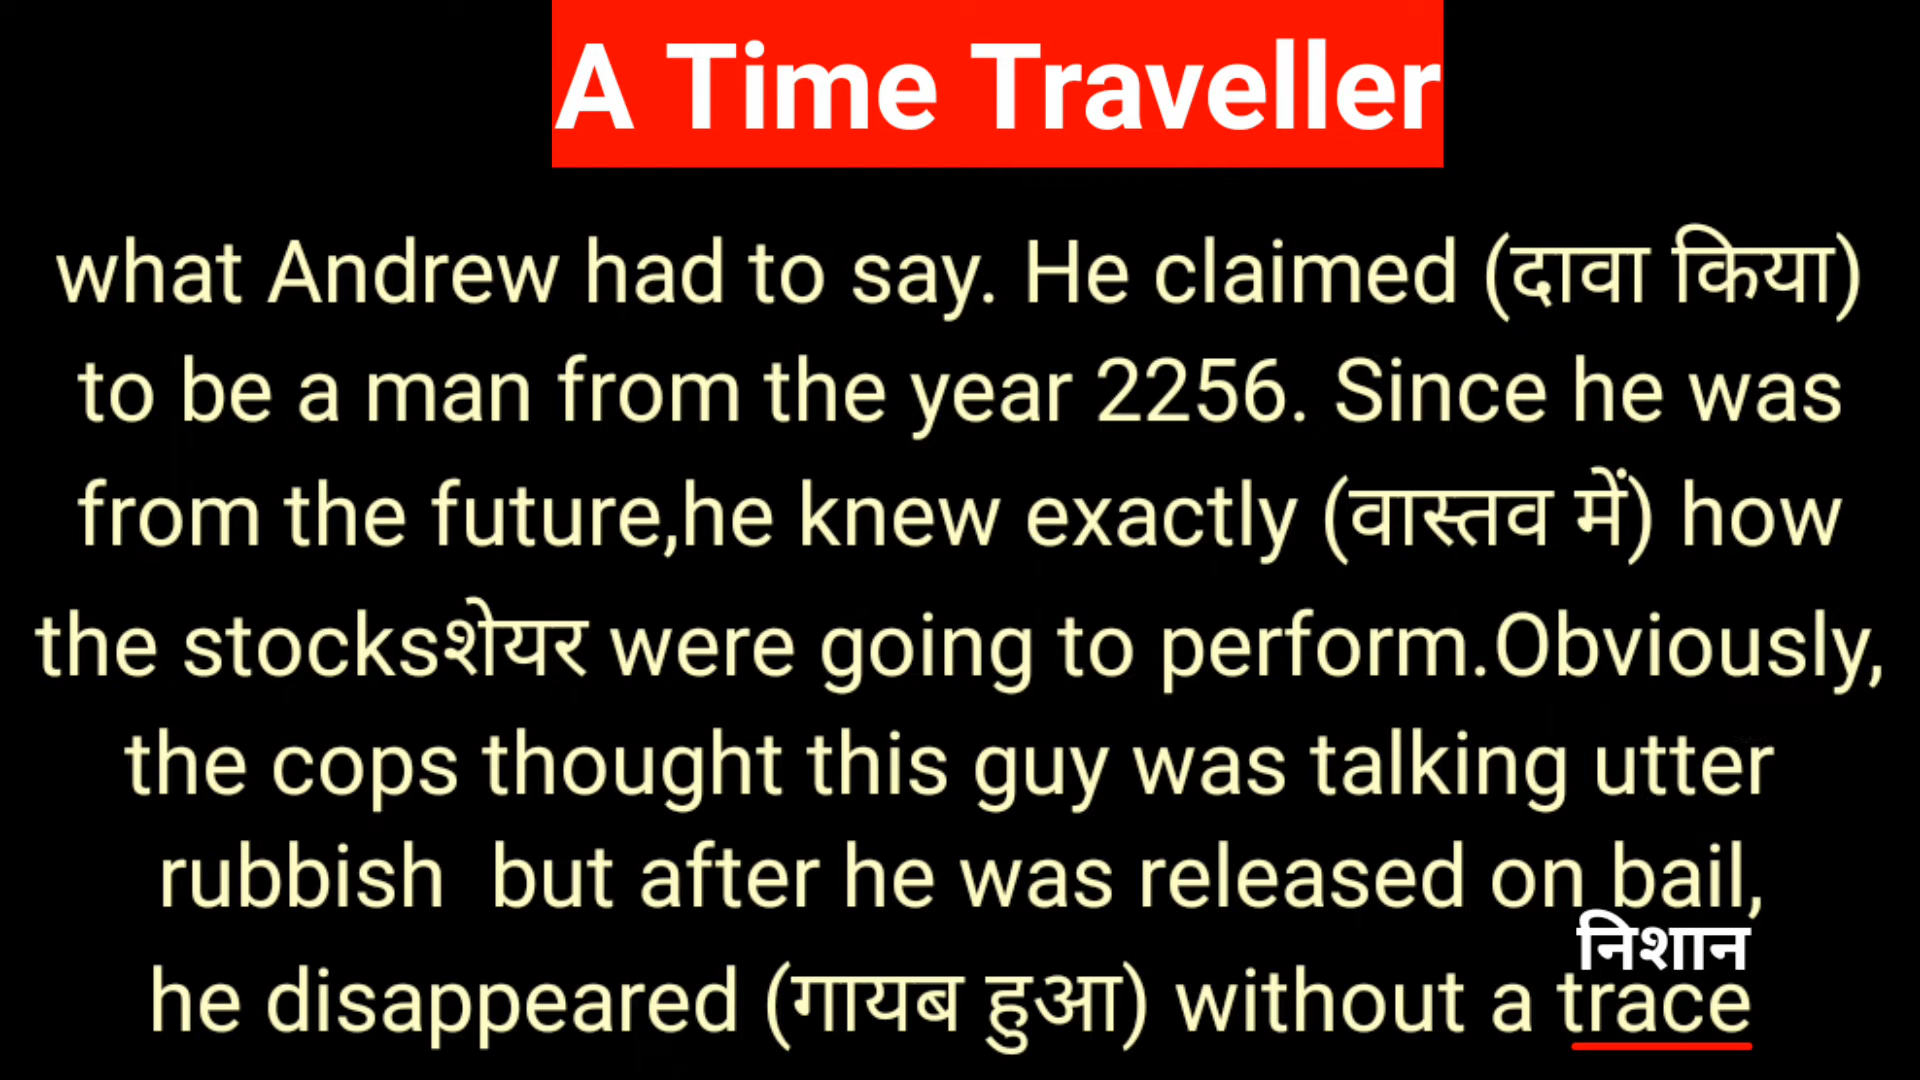 A Time Traveller
what Andrew had to say. He claimed (दावा किया)
to be a man from the year 2256. Since he was
from the future,he knew exactly (वास्तव में) how
the stocksशेयर were going to perform.Obviously,
the cops thought this guy was talking utter
rubbish  but after he was released on bail,
निशान
he disappeared (गायब हुआ) without a trace